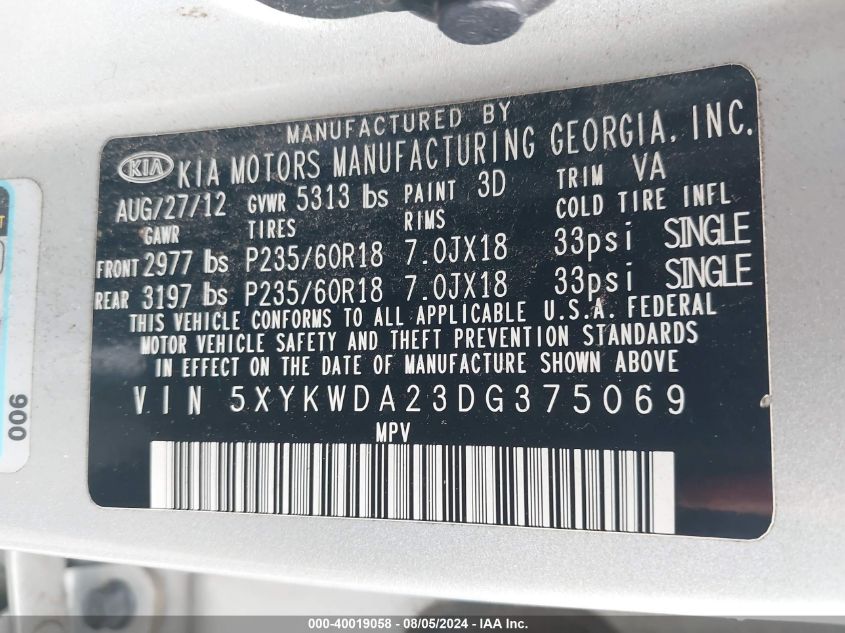 MANUFACTURED BY
KIA KIA MOTORS MANUFACTURING GEORGIA, INC.
AUG/27/12 GVWR 5313 lbs PAINT 3D TRIM VA
GAWR TIRES RIMS COLD TIRE INFL
FRONT 2977 lbs P235/60R18 7.0JX18 33psi SINGLE
REAR 3197 lbs P235/60R18 7.0JX18 33psi SINGLE
THIS VEHICLE CONFORMS TO ALL APPLICABLE U.S.A. FEDERAL
MOTOR VEHICLE SAFETY AND THEFT PREVENTION STANDARDS
IN EFFECT ON THE DATE OF MANUFACTURE SHOWN ABOVE
VIN 5XYKWDA23DG375069
MPV
006
000-40019058 - 08/05/2024 - IAA Inc.